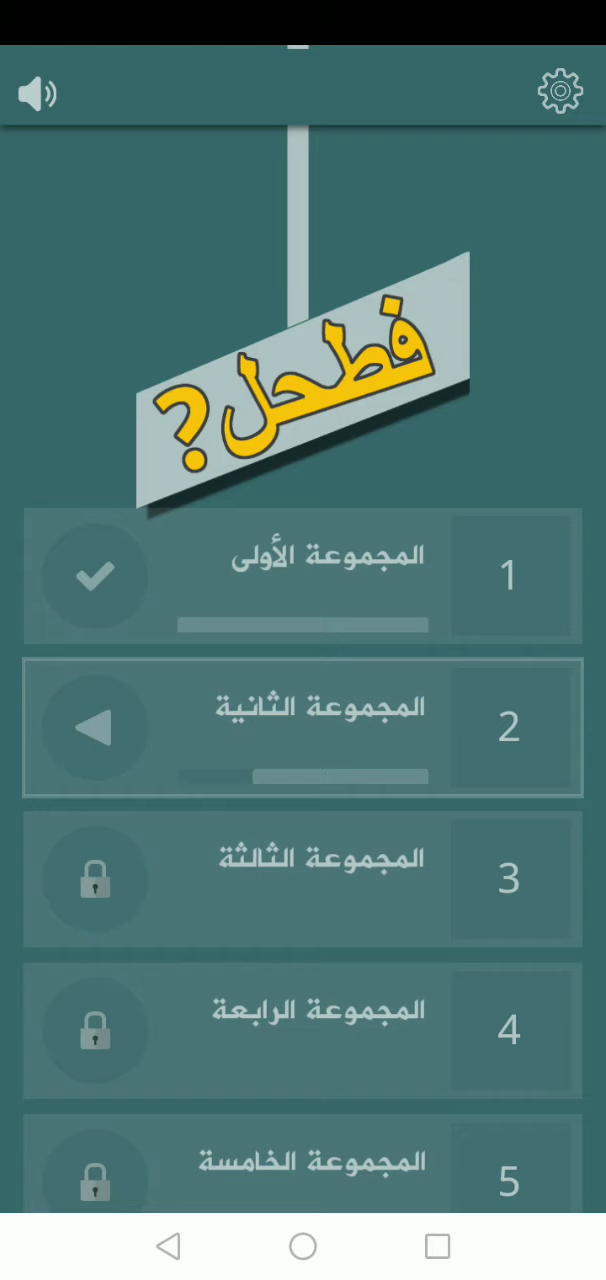 فطحل؟
المجموعة الأولى
1
المجموعة الثانية
2
المجموعة الثالثة
3
المجموعة الرابعة
4
المجموعة الخامسة
5